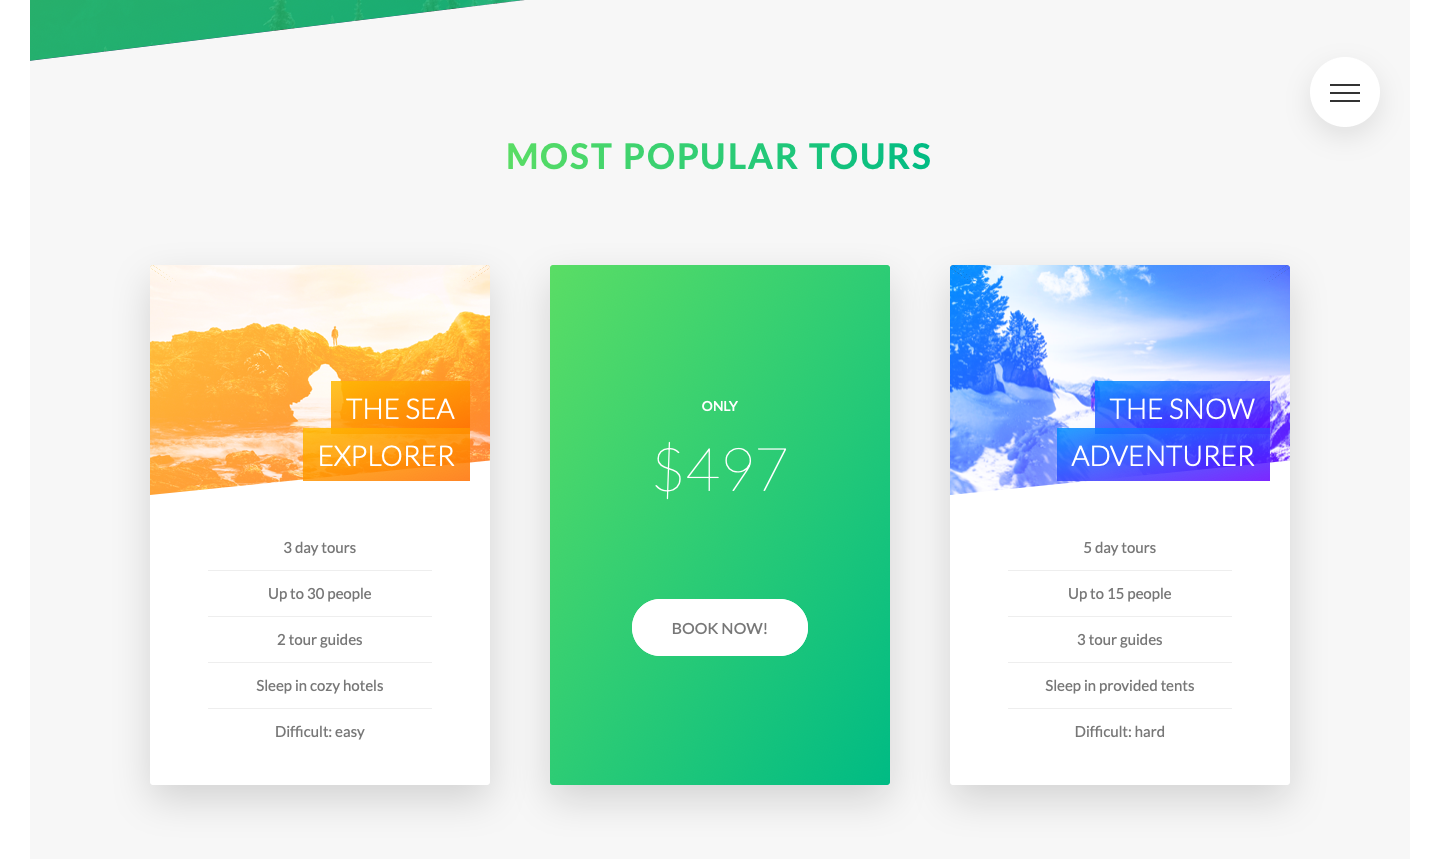 MOST POPULAR TOURS
THE SEA
EXPLORER
3 day tours
Up to 30 people
2 tour guides
Sleep in cozy hotels
Difficult: easy
ONLY
$497
BOOK NOW!
THE SNOW
ADVENTURER
5 day tours
Up to 15 people
3 tour guides
Sleep in provided tents
Difficult: hard